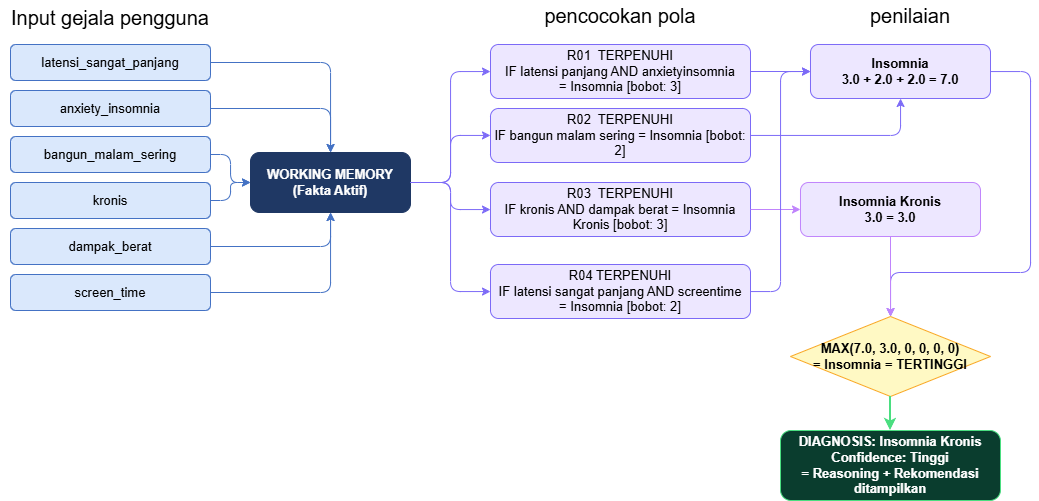 Input gejala pengguna
pencocokan pola
penilaian
latensi_sangat_panjang
anxiety_insomnia
bangun_malam_sering
kronis
dampak_berat
screen_time
WORKING MEMORY
(Fakta Aktif)
R01 TERPENUHI
IF latensi panjang AND anxietyinsomnia
= Insomnia [bobot: 3]
R02 TERPENUHI
IF bangun malam sering = Insomnia [bobot:
2]
R03 TERPENUHI
IF kronis AND dampak berat = Insomnia
Kronis [bobot: 3]
R04 TERPENUHI
IF latensi sangat panjang AND screentime
= Insomnia [bobot: 2]
Insomnia
3.0 + 2.0 + 2.0 = 7.0
Insomnia Kronis
3.0 = 3.0
MAX(7.0, 3.0, 0, 0, 0, 0)
= Insomnia = TERTINGGI
DIAGNOSIS: Insomnia Kronis
Confidence: Tinggi
= Reasoning + Rekomendasi
ditampilkan